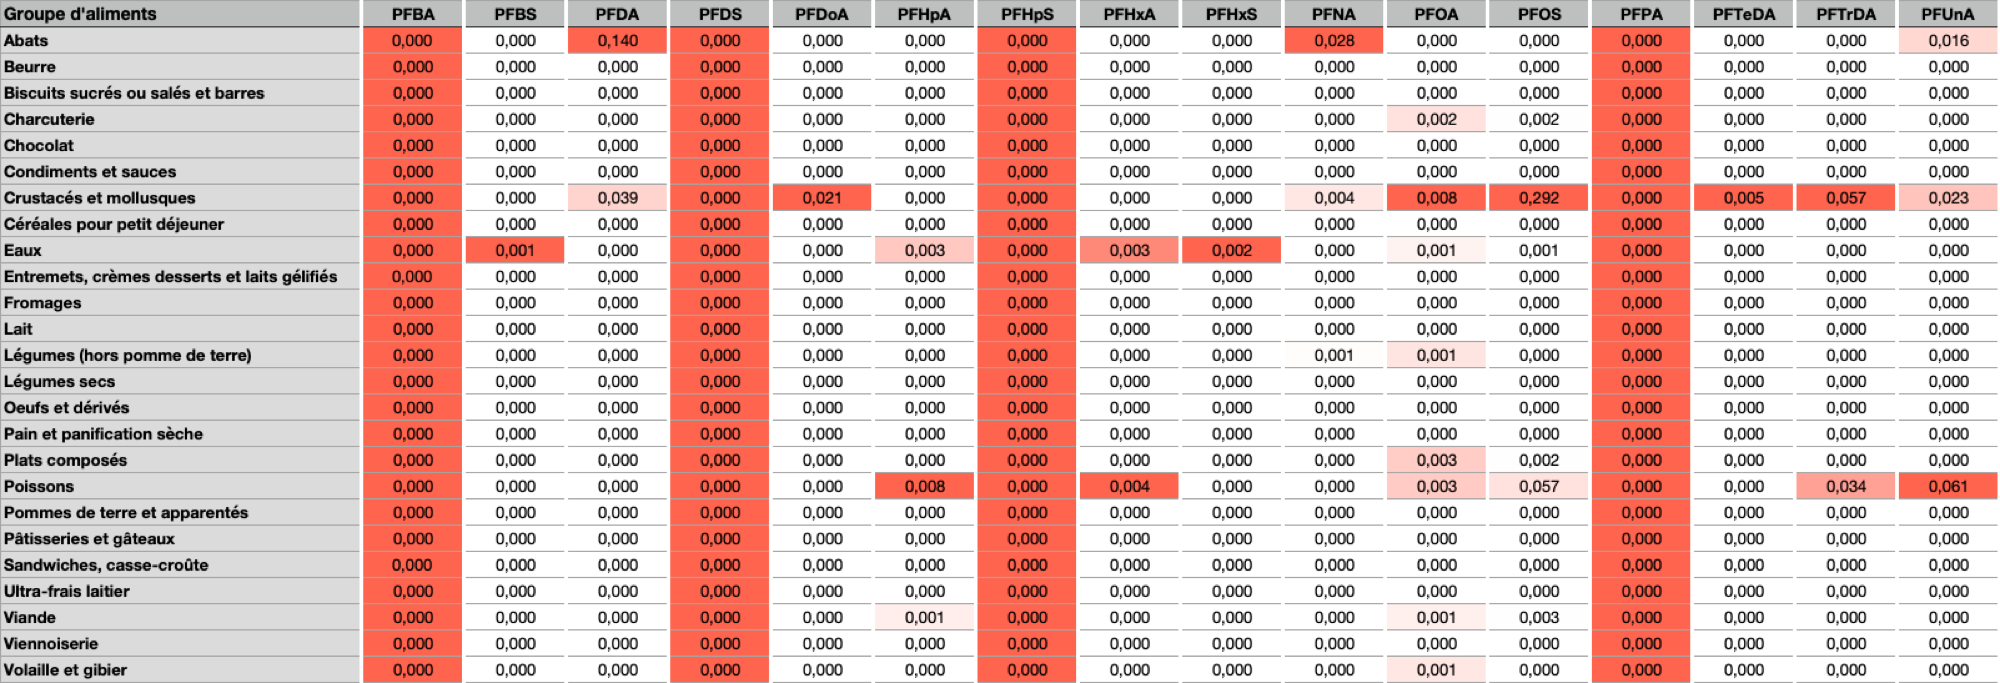 Groupe d'aliments PFBA PFBS PFDA PFDS PFDoA PFHpA PFHpS PFHxA PFHxS PFNA PFOA PFOS PFPA PFTeDA PFTrDA PFUnA
Abats 0,000 0,000 0,140 0,000 0,000 0,000 0,000 0,000 0,000 0,028 0,000 0,000 0,000 0,000 0,000 0,016
Beurre 0,000 0,000 0,000 0,000 0,000 0,000 0,000 0,000 0,000 0,000 0,000 0,000 0,000 0,000 0,000 0,000
Biscuits sucrés ou salés et barres 0,000 0,000 0,000 0,000 0,000 0,000 0,000 0,000 0,000 0,000 0,000 0,000 0,000 0,000 0,000 0,000
Charcuterie 0,000 0,000 0,000 0,000 0,000 0,000 0,000 0,000 0,000 0,000 0,002 0,002 0,000 0,000 0,000 0,000
Chocolat 0,000 0,000 0,000 0,000 0,000 0,000 0,000 0,000 0,000 0,000 0,000 0,000 0,000 0,000 0,000 0,000
Condiments et sauces 0,000 0,000 0,000 0,000 0,000 0,000 0,000 0,000 0,000 0,000 0,000 0,000 0,000 0,000 0,000 0,000
Crustacés et mollusques 0,000 0,000 0,039 0,000 0,021 0,000 0,000 0,000 0,000 0,004 0,008 0,292 0,000 0,005 0,057 0,023
Céréales pour petit déjeuner 0,000 0,000 0,000 0,000 0,000 0,000 0,000 0,000 0,000 0,000 0,000 0,000 0,000 0,000 0,000 0,000
Eaux 0,000 0,001 0,000 0,000 0,000 0,003 0,000 0,003 0,002 0,000 0,001 0,001 0,000 0,000 0,000 0,000
Entremets, crèmes desserts et laits gélifiés 0,000 0,000 0,000 0,000 0,000 0,000 0,000 0,000 0,000 0,000 0,000 0,000 0,000 0,000 0,000 0,000
Fromages 0,000 0,000 0,000 0,000 0,000 0,000 0,000 0,000 0,000 0,000 0,000 0,000 0,000 0,000 0,000 0,000
Lait 0,000 0,000 0,000 0,000 0,000 0,000 0,000 0,000 0,000 0,000 0,000 0,000 0,000 0,000 0,000 0,000
Légumes (hors pomme de terre) 0,000 0,000 0,000 0,000 0,000 0,000 0,000 0,000 0,000 0,001 0,001 0,000 0,000 0,000 0,000 0,000
Légumes secs 0,000 0,000 0,000 0,000 0,000 0,000 0,000 0,000 0,000 0,000 0,000 0,000 0,000 0,000 0,000 0,000
Oeufs et dérivés 0,000 0,000 0,000 0,000 0,000 0,000 0,000 0,000 0,000 0,000 0,000 0,000 0,000 0,000 0,000 0,000
Pain et panification sèche 0,000 0,000 0,000 0,000 0,000 0,000 0,000 0,000 0,000 0,000 0,000 0,000 0,000 0,000 0,000 0,000
Plats composés 0,000 0,000 0,000 0,000 0,000 0,000 0,000 0,000 0,000 0,000 0,003 0,002 0,000 0,000 0,000 0,000
Poissons 0,000 0,000 0,000 0,000 0,000 0,008 0,000 0,004 0,000 0,000 0,003 0,057 0,000 0,000 0,034 0,061
Pommes de terre et apparentés 0,000 0,000 0,000 0,000 0,000 0,000 0,000 0,000 0,000 0,000 0,000 0,000 0,000 0,000 0,000 0,000
Pâtisseries et gâteaux 0,000 0,000 0,000 0,000 0,000 0,000 0,000 0,000 0,000 0,000 0,000 0,000 0,000 0,000 0,000 0,000
Sandwiches, casse-croûte 0,000 0,000 0,000 0,000 0,000 0,000 0,000 0,000 0,000 0,000 0,000 0,000 0,000 0,000 0,000 0,000
Ultra-frais laitier 0,000 0,000 0,000 0,000 0,000 0,000 0,000 0,000 0,000 0,000 0,000 0,000 0,000 0,000 0,000 0,000
Viande 0,000 0,000 0,000 0,000 0,000 0,001 0,000 0,000 0,000 0,000 0,001 0,003 0,000 0,000 0,000 0,000
Viennoiserie 0,000 0,000 0,000 0,000 0,000 0,000 0,000 0,000 0,000 0,000 0,000 0,000 0,000 0,000 0,000 0,000
Volaille et gibier 0,000 0,000 0,000 0,000 0,000 0,000 0,000 0,000 0,000 0,000 0,001 0,000 0,000 0,000 0,000 0,000